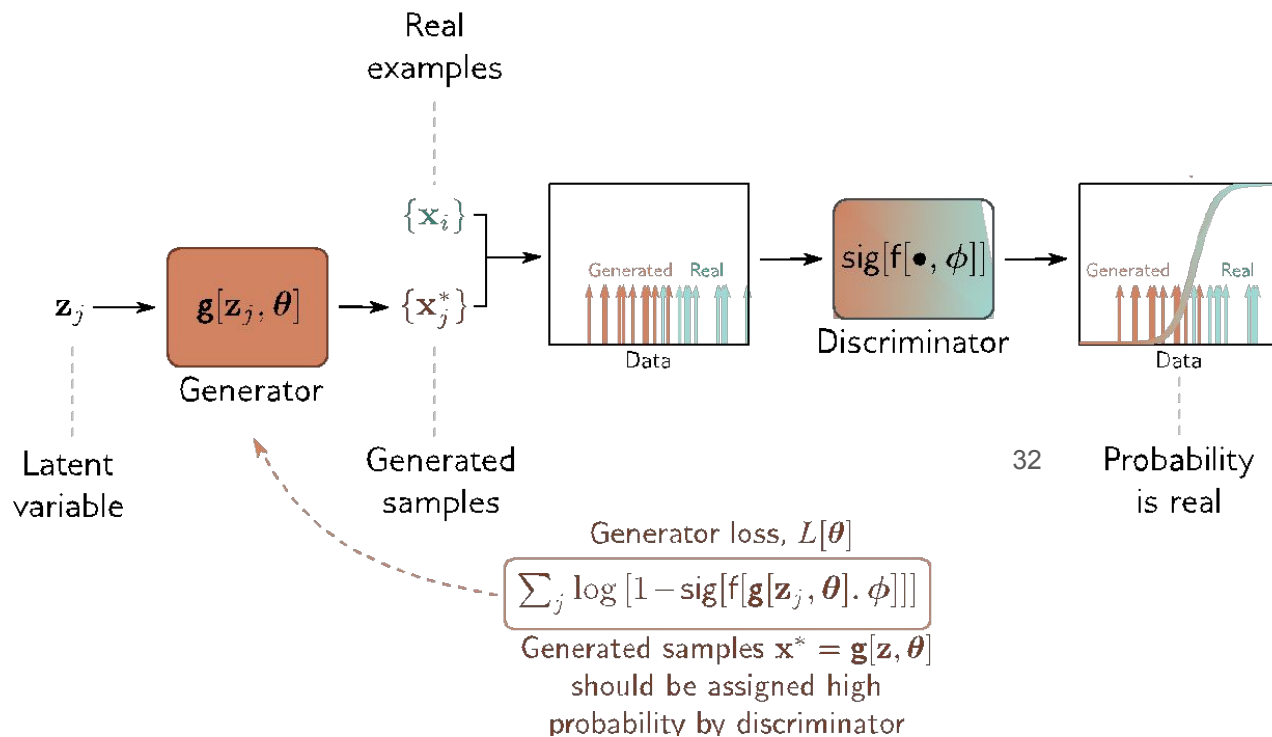 Real
examples
{x_i}
Generated Real
Data
sig[f[•, ϕ]]
Discriminator
Generated Real
Data
z_j
g[z_j, θ]
Generator
{x_j^*}
Latent
variable
Generated
samples
32
Probability
is real
Generator loss, L[θ]
∑_j log [1−sig[f[g[z_j, θ]. ϕ]]]
Generated samples x^* = g[z, θ]
should be assigned high
probability by discriminator